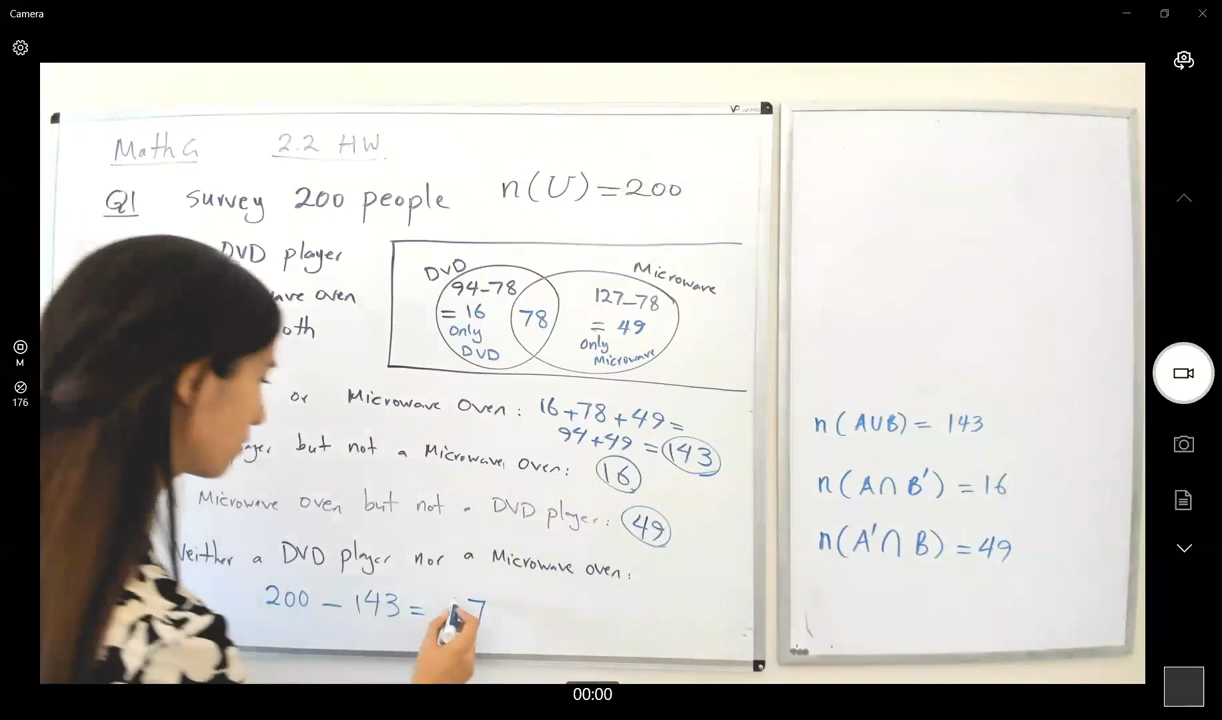 Camera
Math G 2.2 HW
Q1 Survey 200 people n(U)=200
DVD player
ave oven
oth
DVD
94-78
= 16
only
DVD
78
Microwave
127-78
= 49
only
Microwave
or Microwave Oven: 16+78+49=
94+49=143
but not a Microwave Oven: 16
Microwave oven but not a DVD player: 49
Neither a DVD player nor a Microwave oven:
200 - 143 = 7
n(A∪B) = 143
n(A∩B') = 16
n(A'∩B) = 49
M
176
00:00